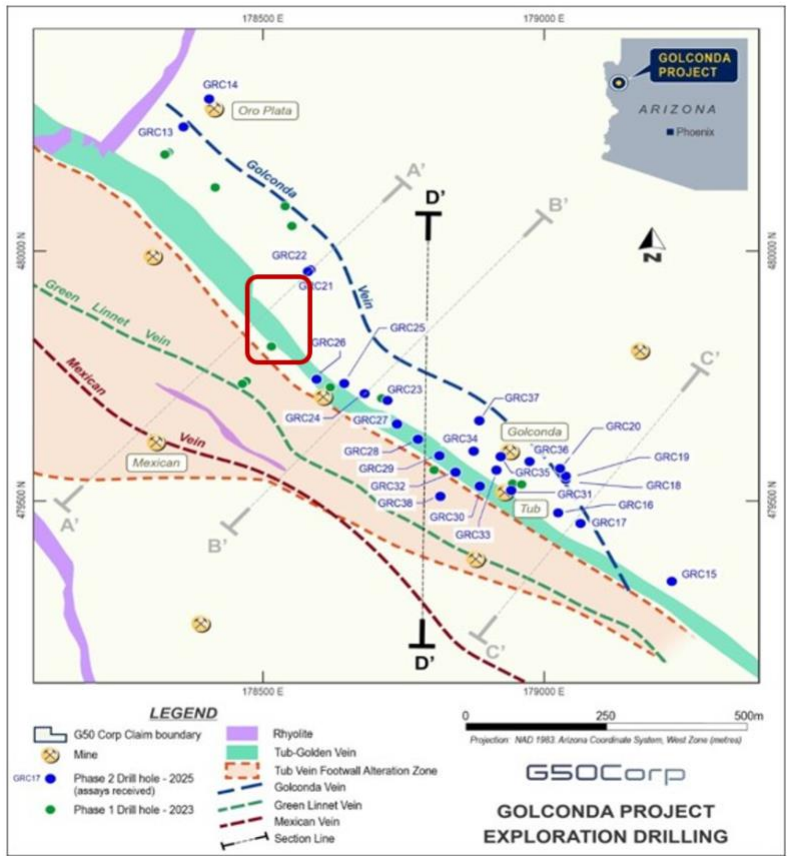 178500 E
179000 E
GOLCONDA
PROJECT
ARIZONA
Phoenix
GRC14
Oro Plata
GRC13
Golconda
A'
D'
B'
N
480000 N
480000 N
GRC22
GRC21
Vein
Green Linnet Vein
GRC26
GRC25
Mexican
C'
GRC24
GRC23
GRC27
GRC37
Golconda
GRC20
GRC34
GRC36
GRC28
GRC19
Vein
GRC29
GRC35
Mexican
GRC32
GRC18
GRC31
479500 N
479500 N
A'
GRC38
Tub
GRC16
GRC30
GRC17
B'
GRC33
GRC15
C'
D'
178500 E
179000 E
LEGEND
G50 Corp Claim boundary
Mine
GRC17
Phase 2 Drill hole - 2025
(assays received)
Phase 1 Drill hole - 2023
Rhyolite
Tub-Golden Vein
Tub Vein Footwall Alteration Zone
Golconda Vein
Green Linnet Vein
Mexican Vein
Section Line
0
250
500m
Projection: NAD 1983. Arizona Coordinate System, West Zone (metres)
G50Corp
GOLCONDA PROJECT
EXPLORATION DRILLING